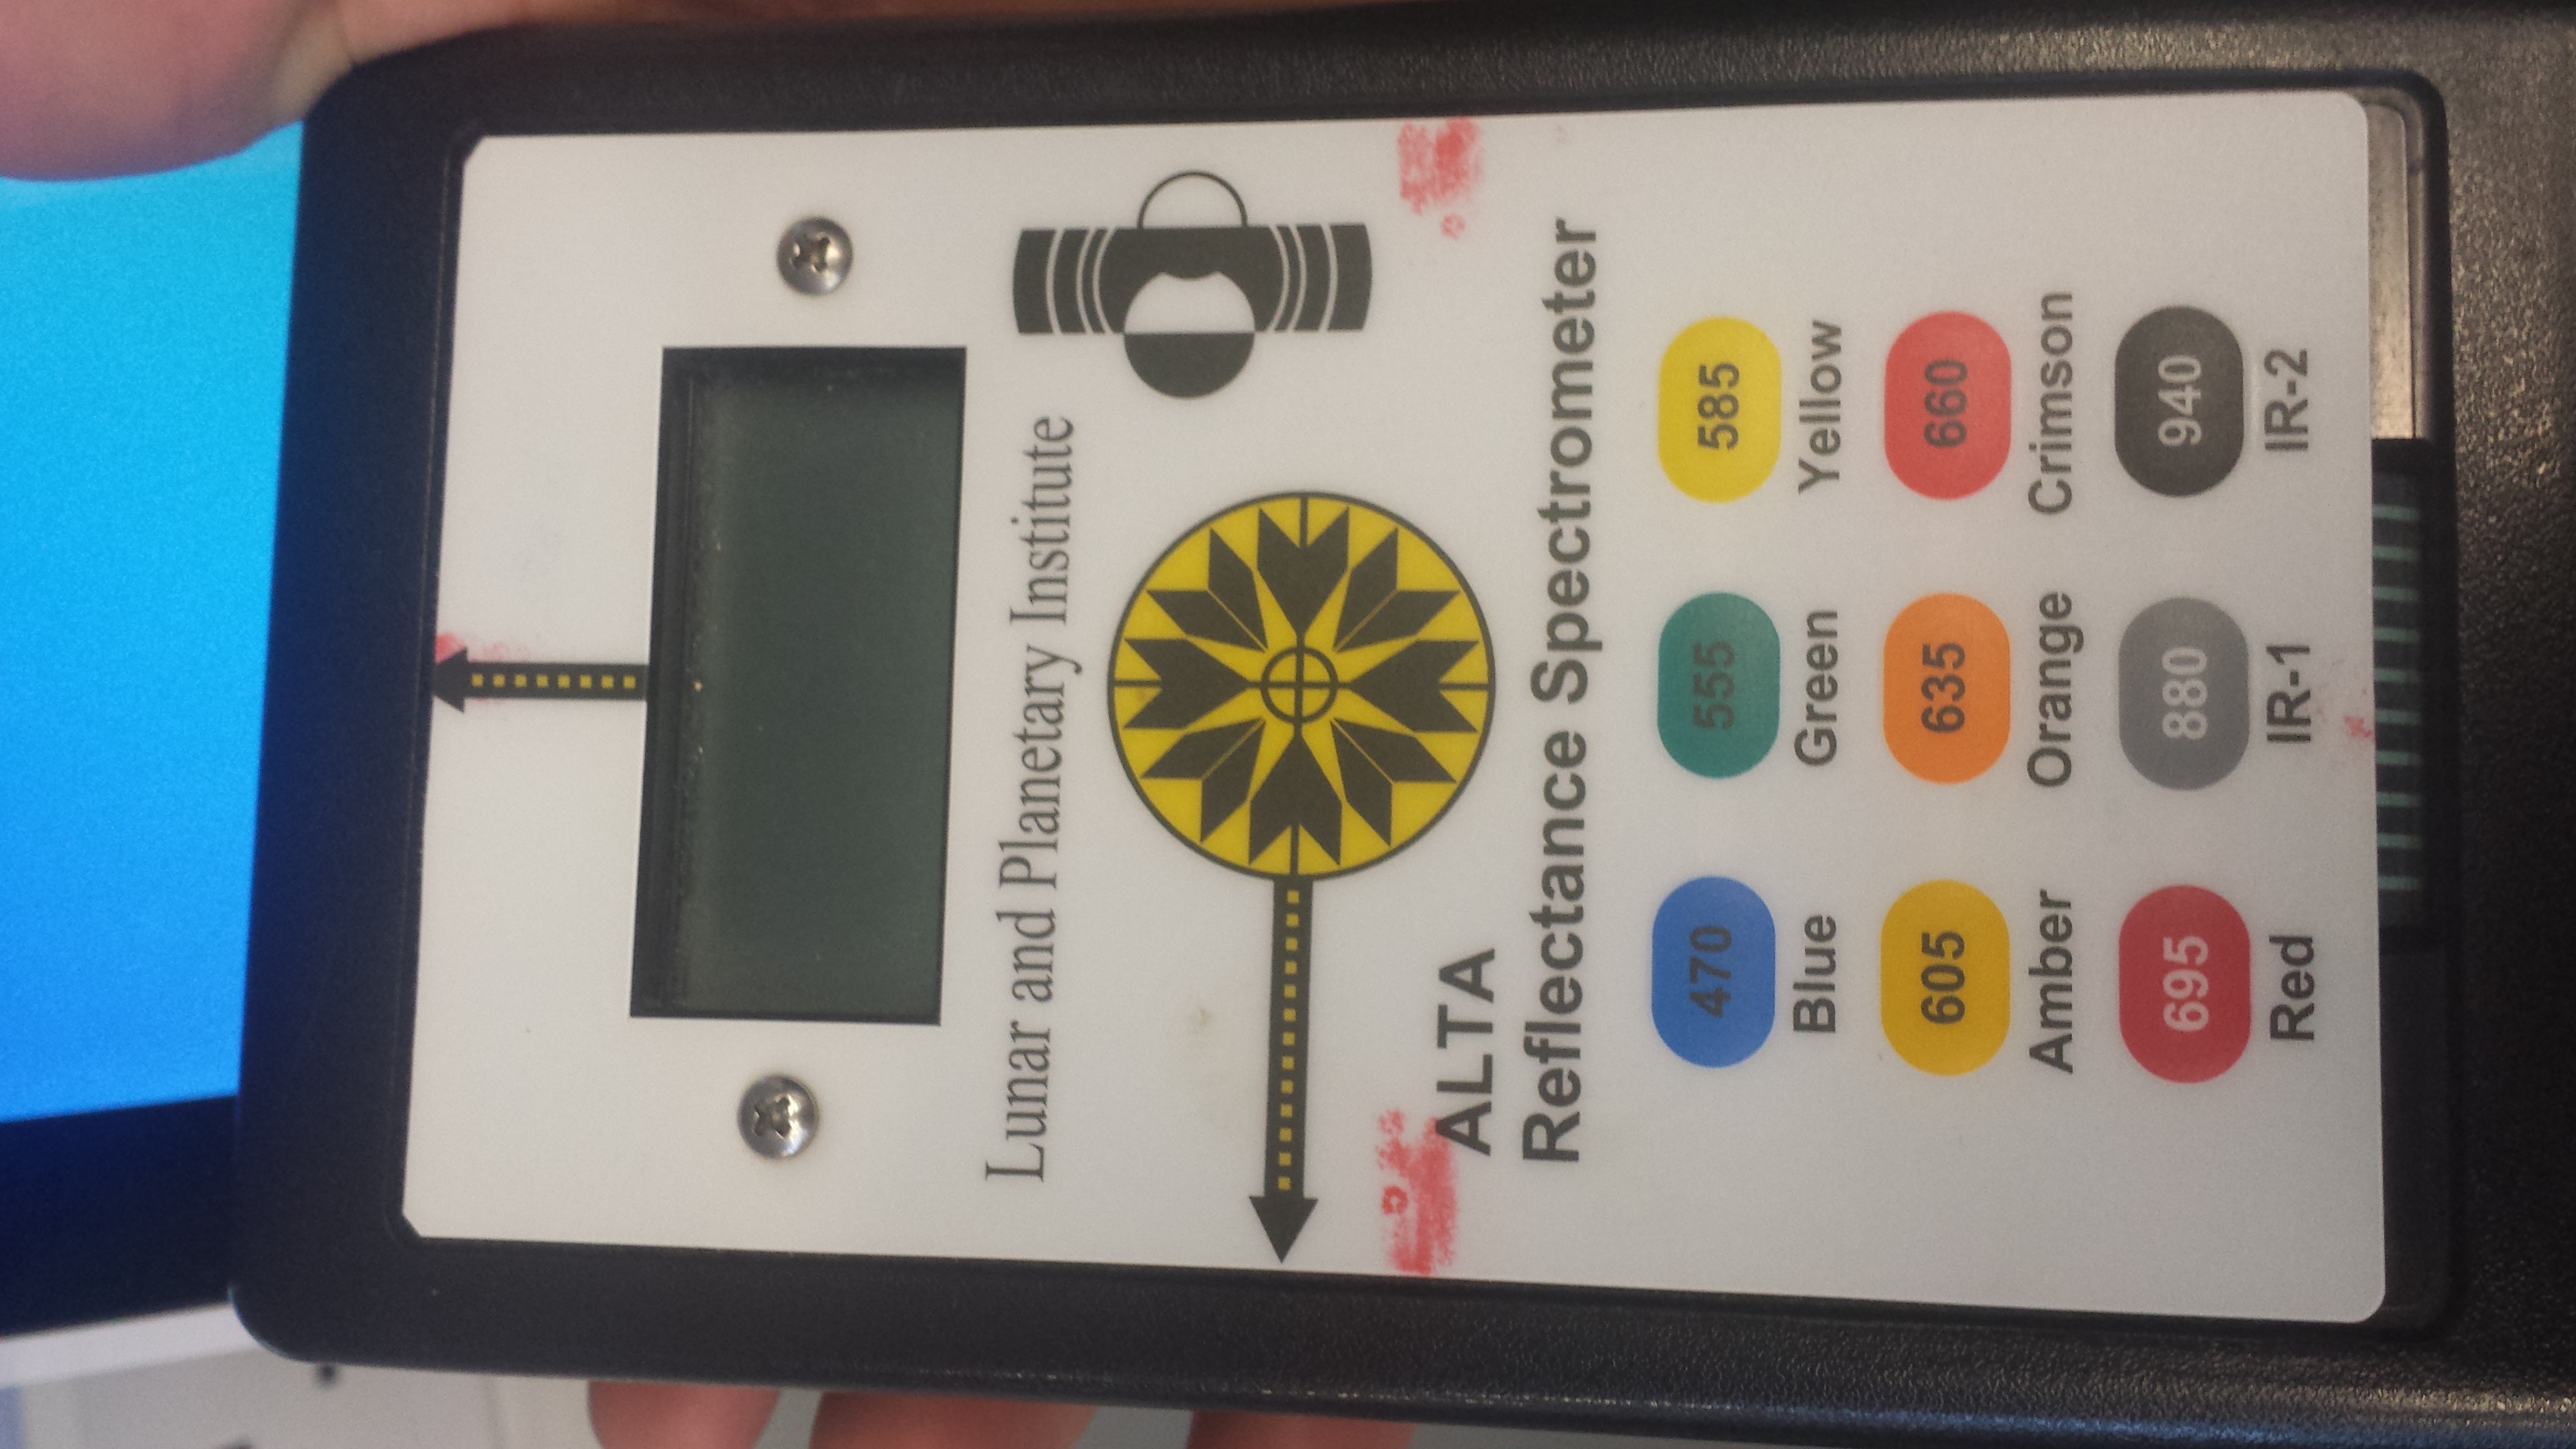 Lunar and Planetary Institute
ALTA
Reflectance Spectrometer
470 555 585
Blue Green Yellow
605 635 660
Amber Orange Crimson
695 880 940
Red IR-1 IR-2